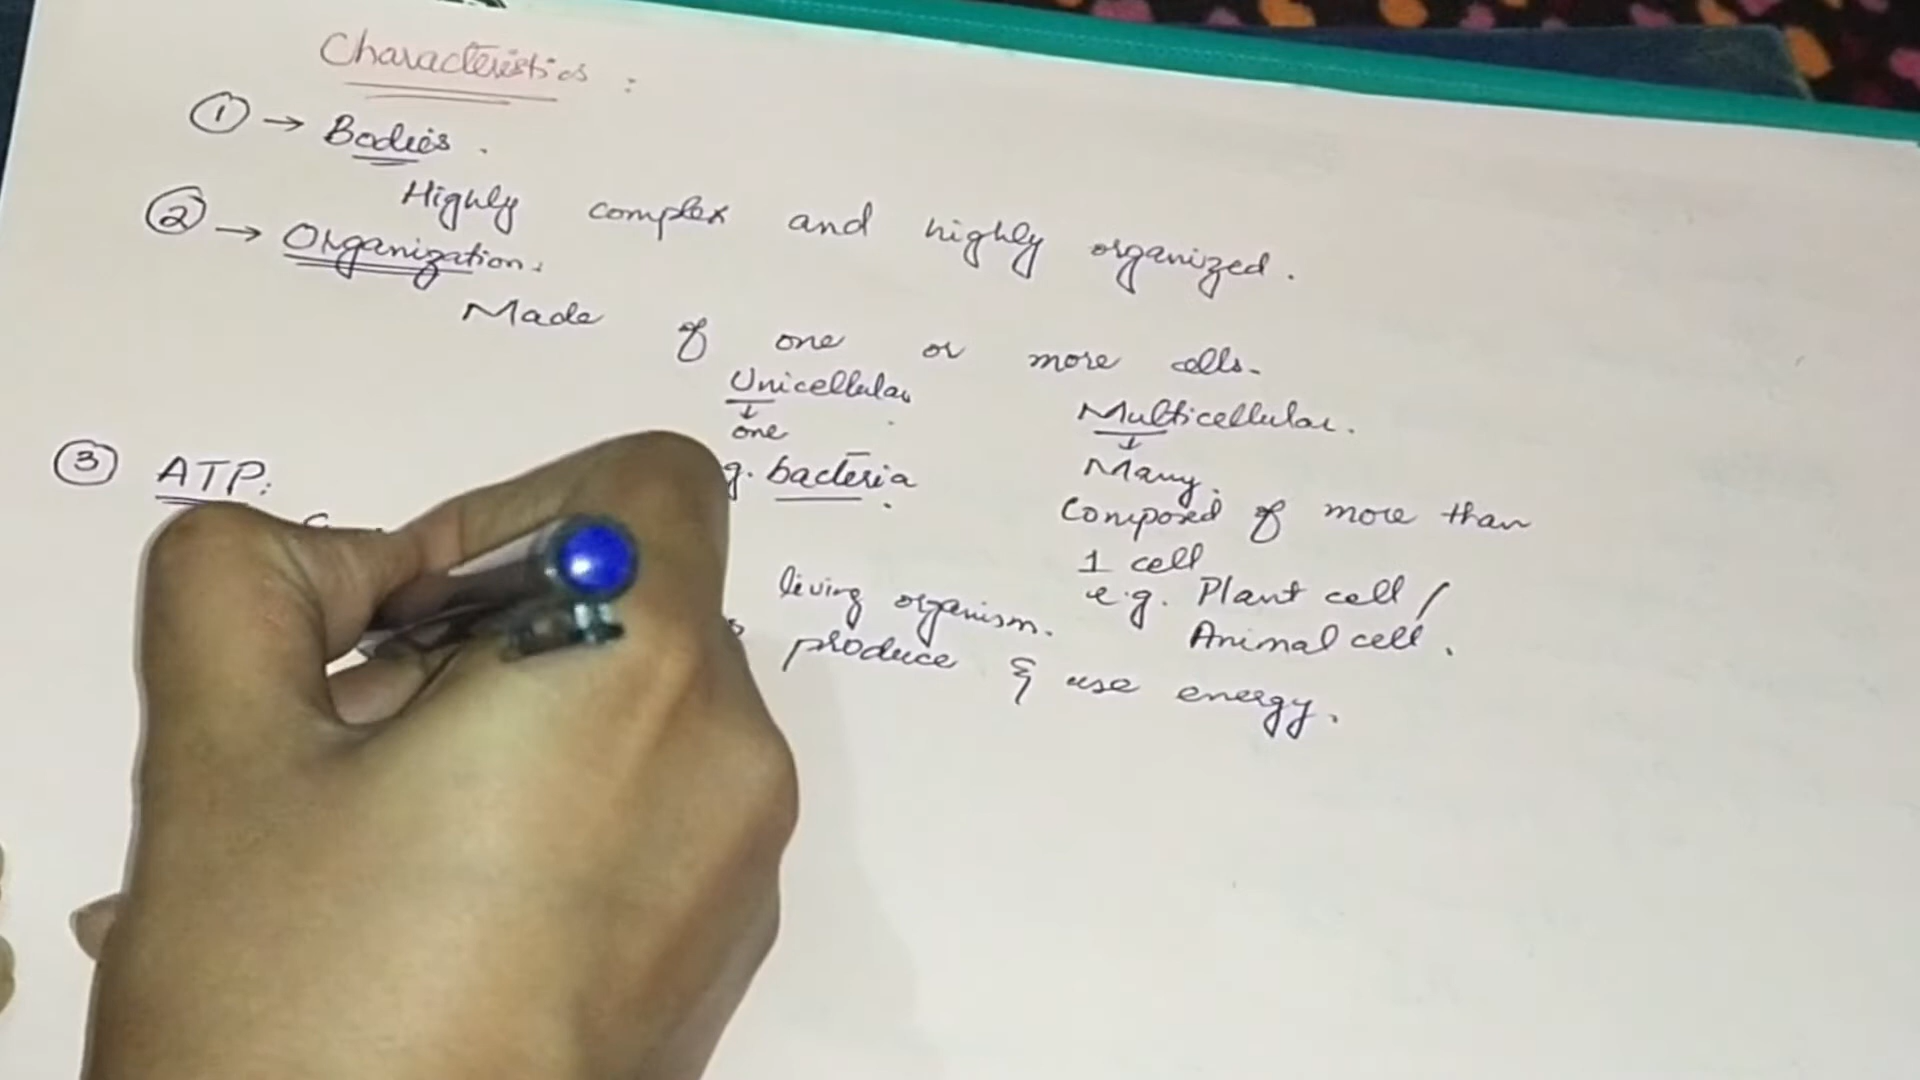 Characteristics :
① → Bodies.
Highly complex and highly organized.
② → Organization:
Made of one or more cells.
Unicellular
↓
one
g. bacteria.
Multicellular.
↓
Many.
Composed of more than
1 cell
e.g. Plant cell /
Animal cell.
③ ATP:
living organism.
produce & use energy.